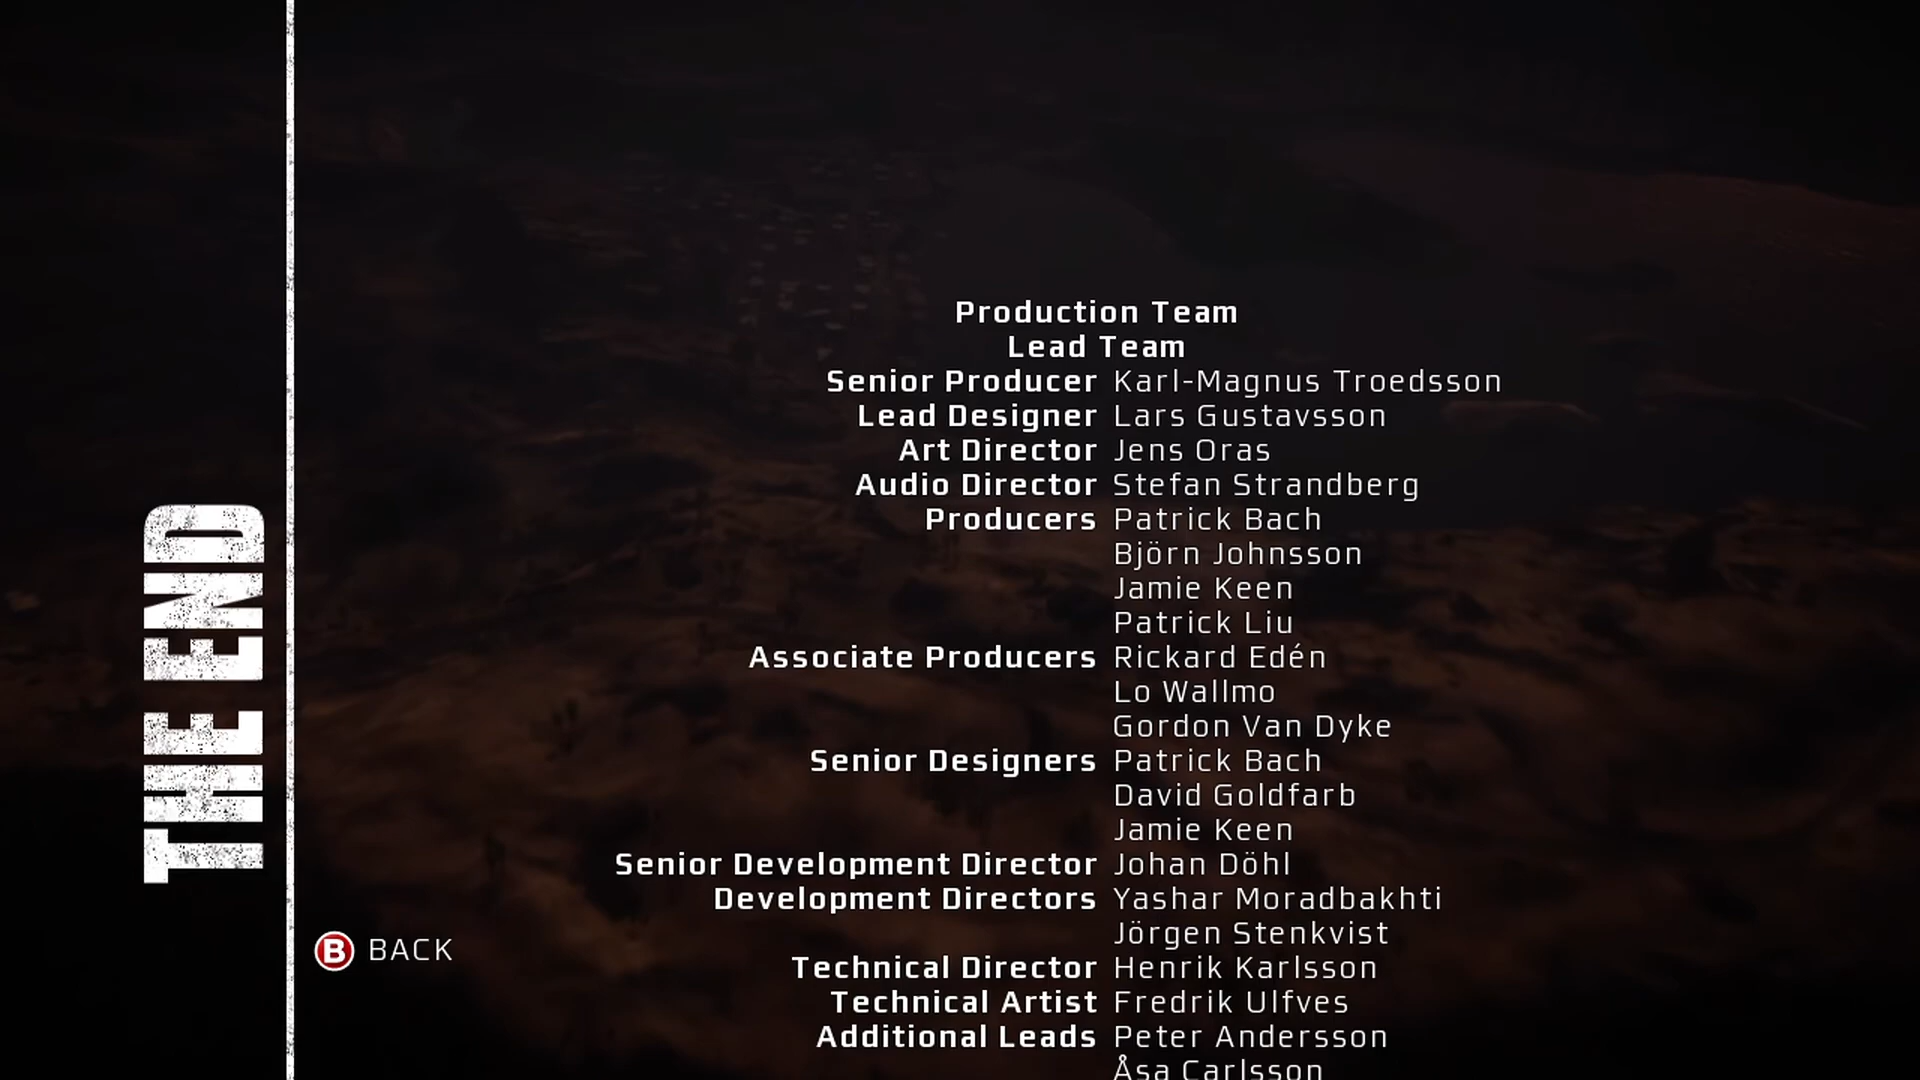 THE END
Production Team
Lead Team
Senior Producer Karl-Magnus Troedsson
Lead Designer Lars Gustavsson
Art Director Jens Oras
Audio Director Stefan Strandberg
Producers Patrick Bach
Björn Johnsson
Jamie Keen
Patrick Liu
Associate Producers Rickard Edén
Lo Wallmo
Gordon Van Dyke
Senior Designers Patrick Bach
David Goldfarb
Jamie Keen
Senior Development Director Johan Döhl
Development Directors Yashar Moradbakhti
Jörgen Stenkvist
Technical Director Henrik Karlsson
Technical Artist Fredrik Ulfves
Additional Leads Peter Andersson
Åsa Carlsson
B BACK